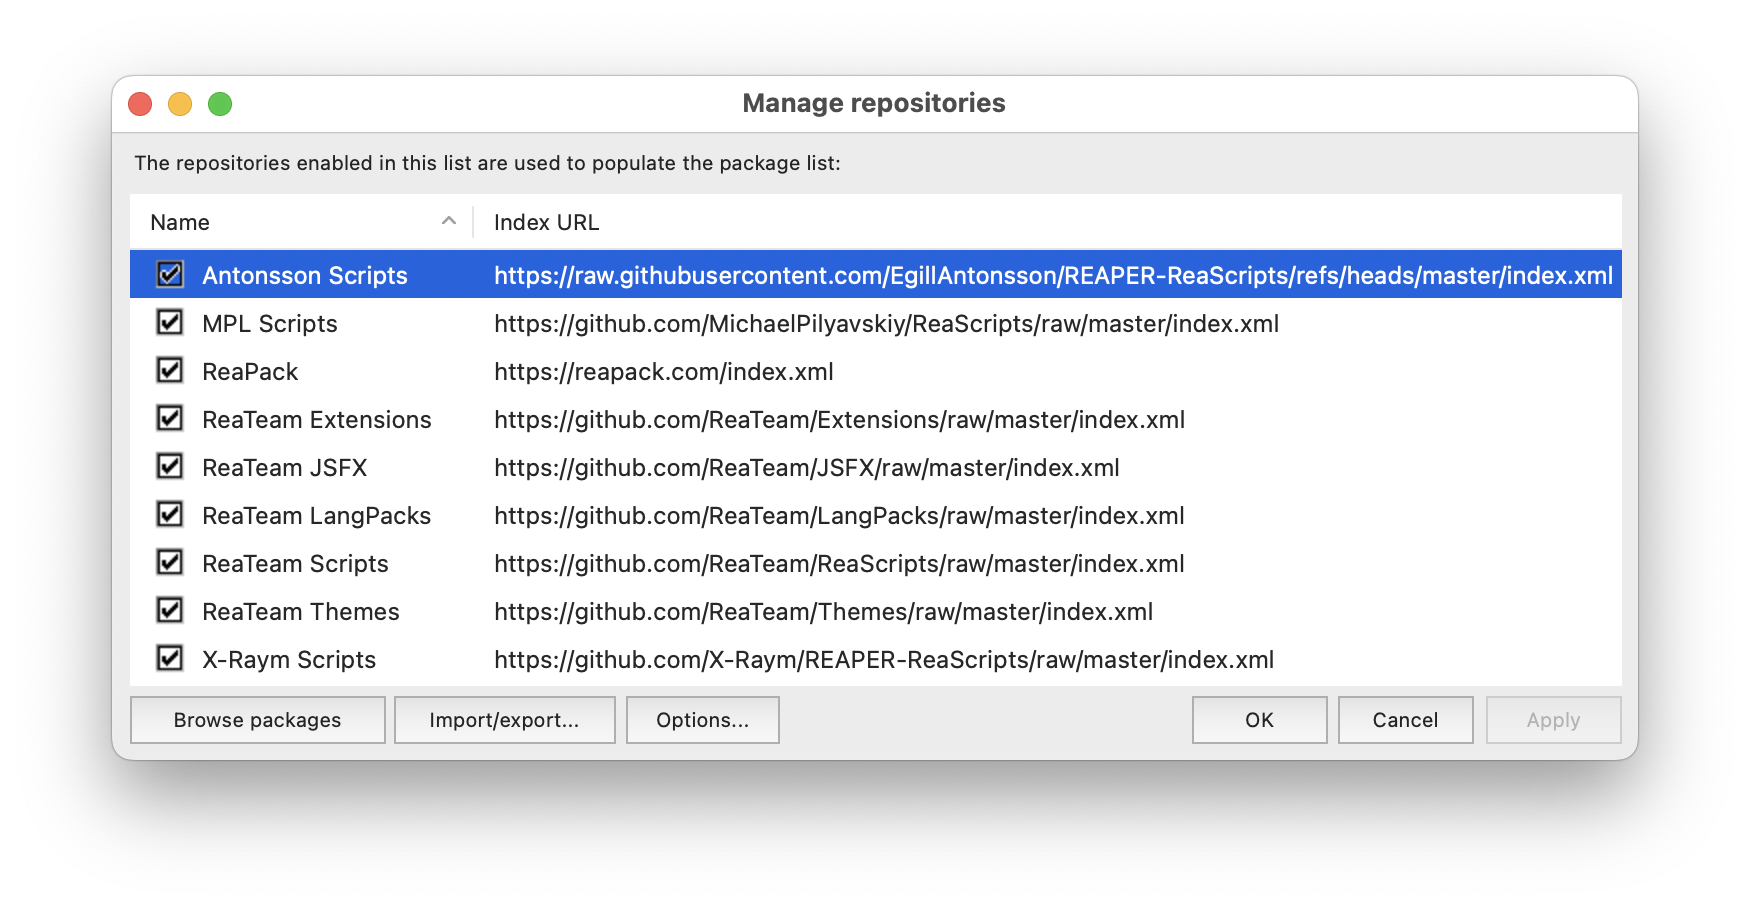 Manage repositories
The repositories enabled in this list are used to populate the package list:
Name Index URL
Antonsson Scripts https://raw.githubusercontent.com/EgillAntonsson/REAPER-ReaScripts/refs/heads/master/index.xml
MPL Scripts https://github.com/MichaelPilyavskiy/ReaScripts/raw/master/index.xml
ReaPack https://reapack.com/index.xml
ReaTeam Extensions https://github.com/ReaTeam/Extensions/raw/master/index.xml
ReaTeam JSFX https://github.com/ReaTeam/JSFX/raw/master/index.xml
ReaTeam LangPacks https://github.com/ReaTeam/LangPacks/raw/master/index.xml
ReaTeam Scripts https://github.com/ReaTeam/ReaScripts/raw/master/index.xml
ReaTeam Themes https://github.com/ReaTeam/Themes/raw/master/index.xml
X-Raym Scripts https://github.com/X-Raym/REAPER-ReaScripts/raw/master/index.xml
Browse packages Import/export... Options... OK Cancel Apply